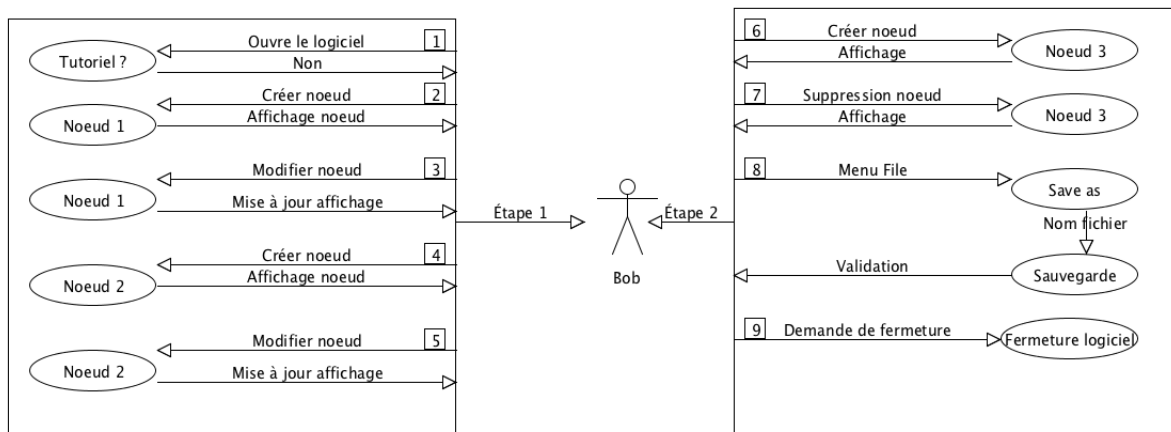 Ouvre le logiciel 1
Tutoriel ?
Non
Créer noeud 2
Noeud 1
Affichage noeud
Modifier noeud 3
Noeud 1
Mise à jour affichage
Créer noeud 4
Noeud 2
Affichage noeud
Modifier noeud 5
Noeud 2
Mise à jour affichage
Étape 1
Bob
Étape 2
6 Créer noeud
Noeud 3
Affichage
7 Suppression noeud
Noeud 3
Affichage
8 Menu File
Save as
Nom fichier
Validation
Sauvegarde
9 Demande de fermeture
Fermeture logiciel